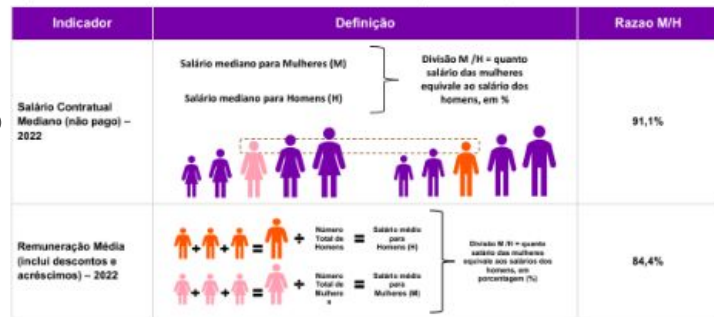 Indicador
Definição
Razao M/H
Salário Contratual
Mediano (não pago) –
2022
Salário mediano para Mulheres (M)
Salário mediano para Homens (H)
Divisão M /H = quanto
salário das mulheres
equivale ao salário dos
homens, em %
91,1%
)
Remuneração Média
(inclui descontos e
acréscimos) – 2022
+ + = + Número
Total de
Homens = Salário médio
para
Homens (H)
+ + = + Número
Total de
Mulhere
s = Salário médio
para
Mulheres (M)
Divisão M /H = quanto
salário das mulheres
equivale aos salários dos
homens, em
porcentagem (%)
84,4%